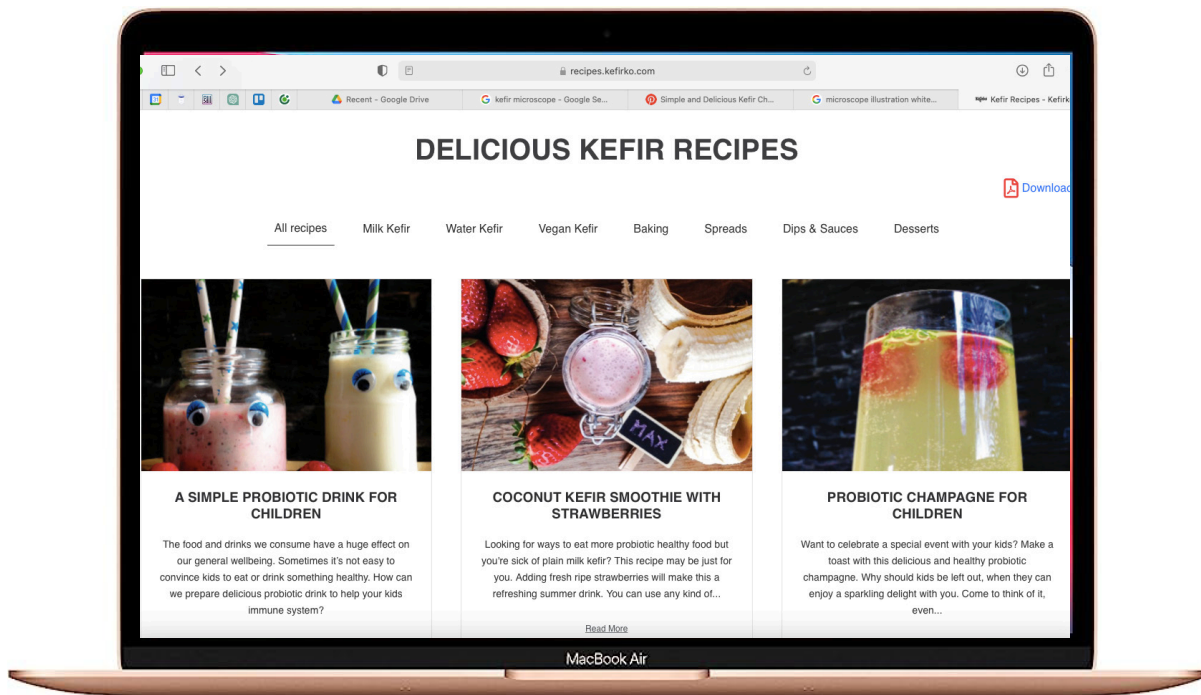 recipes.kefirko.com
Recent - Google Drive
kefir microscope - Google Se...
Simple and Delicious Kefir Ch...
microscope illustration white...
Kefir Recipes - Kefirk
DELICIOUS KEFIR RECIPES
Download
All recipes
Milk Kefir
Water Kefir
Vegan Kefir
Baking
Spreads
Dips & Sauces
Desserts
MAX
A SIMPLE PROBIOTIC DRINK FOR
CHILDREN
The food and drinks we consume have a huge effect on
our general wellbeing. Sometimes it's not easy to
convince kids to eat or drink something healthy. How can
we prepare delicious probiotic drink to help your kids
immune system?
COCONUT KEFIR SMOOTHIE WITH
STRAWBERRIES
Looking for ways to eat more probiotic healthy food but
you're sick of plain milk kefir? This recipe may be just for
you. Adding fresh ripe strawberries will make this a
refreshing summer drink. You can use any kind of...
Read More
PROBIOTIC CHAMPAGNE FOR
CHILDREN
Want to celebrate a special event with your kids? Make a
toast with this delicious and healthy probiotic
champagne. Why should kids be left out, when they can
enjoy a sparkling delight with you. Come to think of it,
even...
MacBook Air